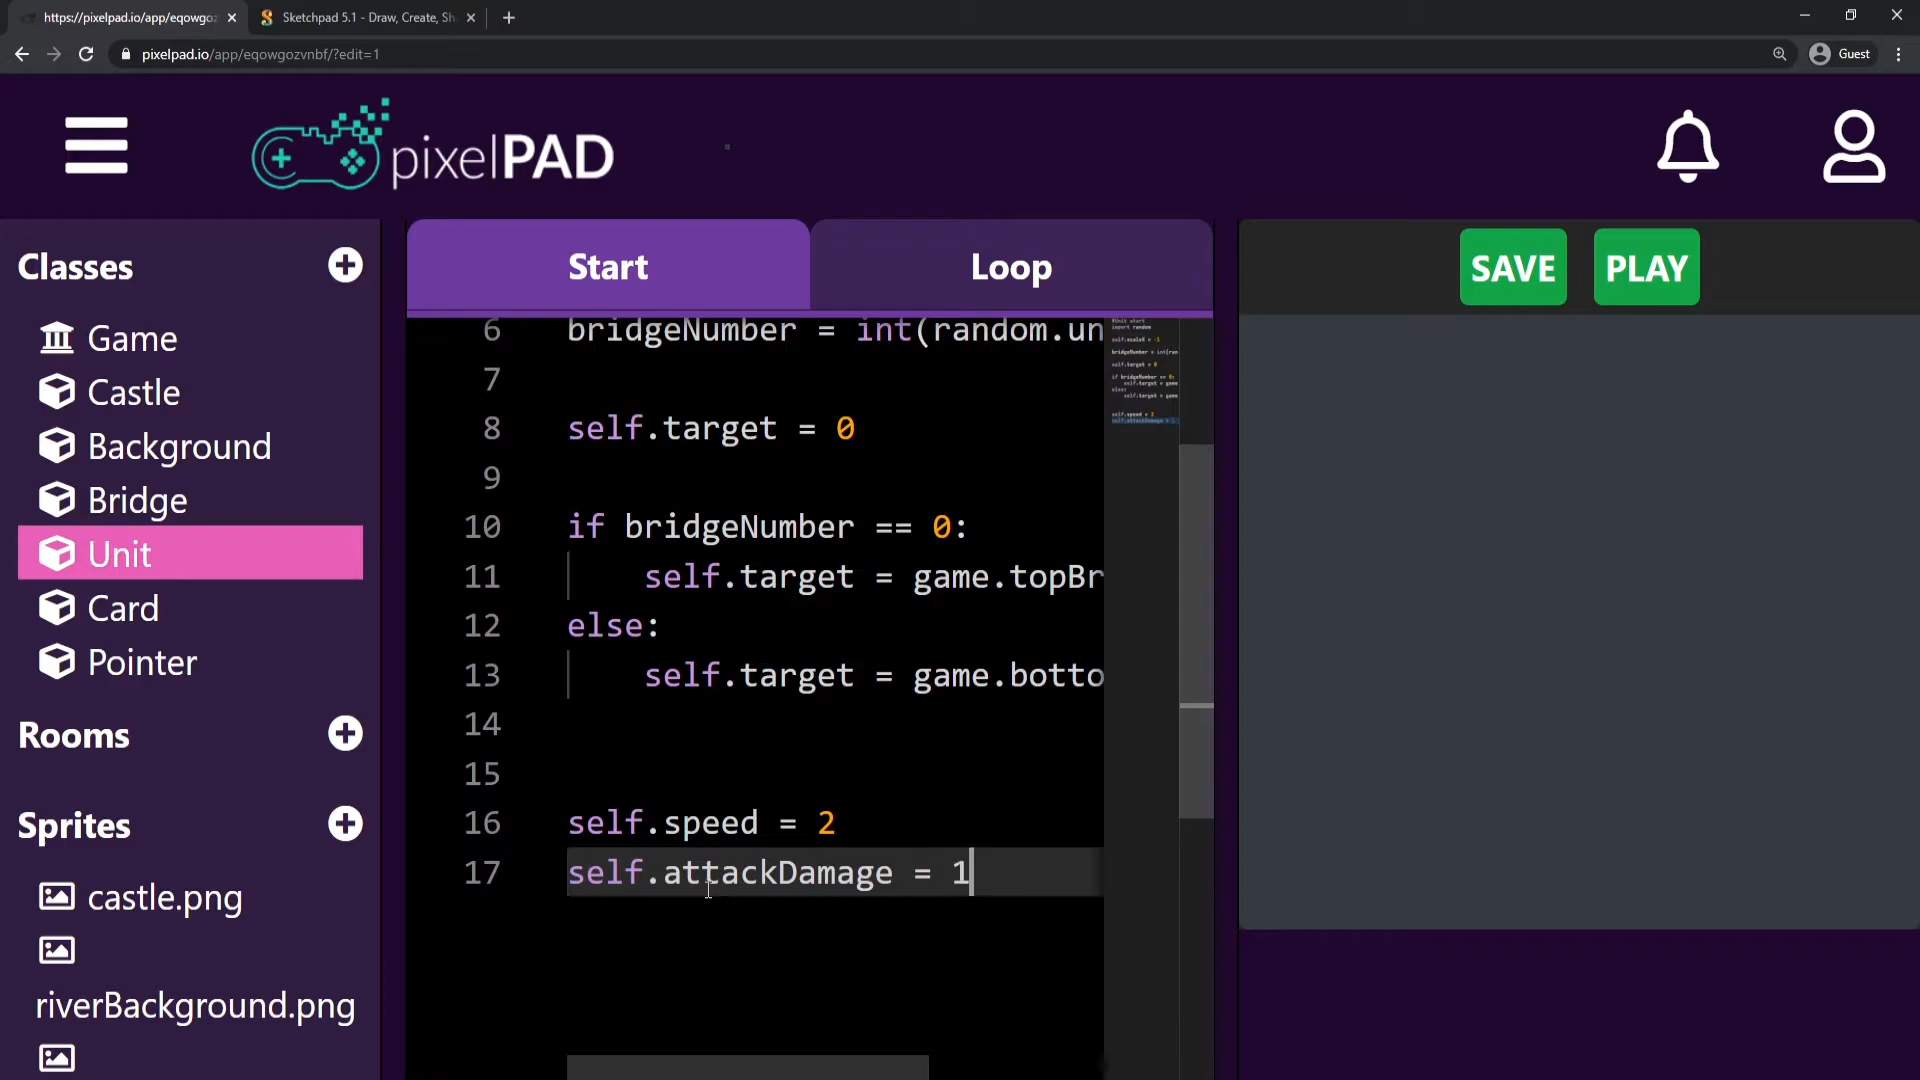 https://pixelpad.io/app/eqowgoz
Sketchpad 5.1 - Draw, Create, Sh
pixelpad.io/app/eqowgozvnbf/?edit=1
Guest
pixelPAD
Classes
Game
Castle
Background
Bridge
Unit
Card
Pointer
Rooms
Sprites
castle.png
riverBackground.png
Start
Loop
6 bridgeNumber = int(random.un
7
8 self.target = 0
9
10 if bridgeNumber == 0:
11 self.target = game.topBr
12 else:
13 self.target = game.botto
14
15
16 self.speed = 2
17 self.attackDamage = 1
SAVE
PLAY